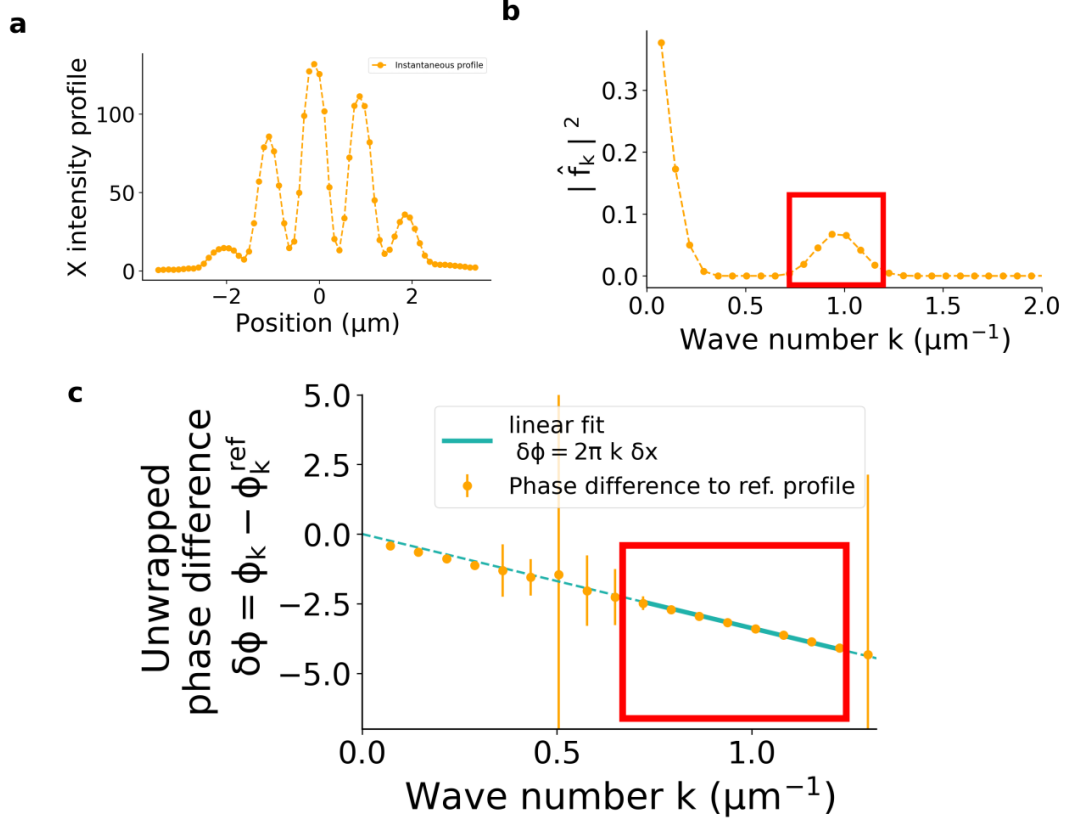 a
X intensity profile
100
50
0
−2
0
2
Position (μm)
Instantaneous profile
b
| f̂ₖ | ²
0.3
0.2
0.1
0.0
0.0
0.5
1.0
1.5
2.0
Wave number k (μm⁻¹)
c
Unwrapped
phase difference
δϕ = ϕₖ − ϕₖʳᵉᶠ
5.0
2.5
0.0
−2.5
−5.0
linear fit
δϕ = 2π k δx
Phase difference to ref. profile
0.0
0.5
1.0
Wave number k (μm⁻¹)